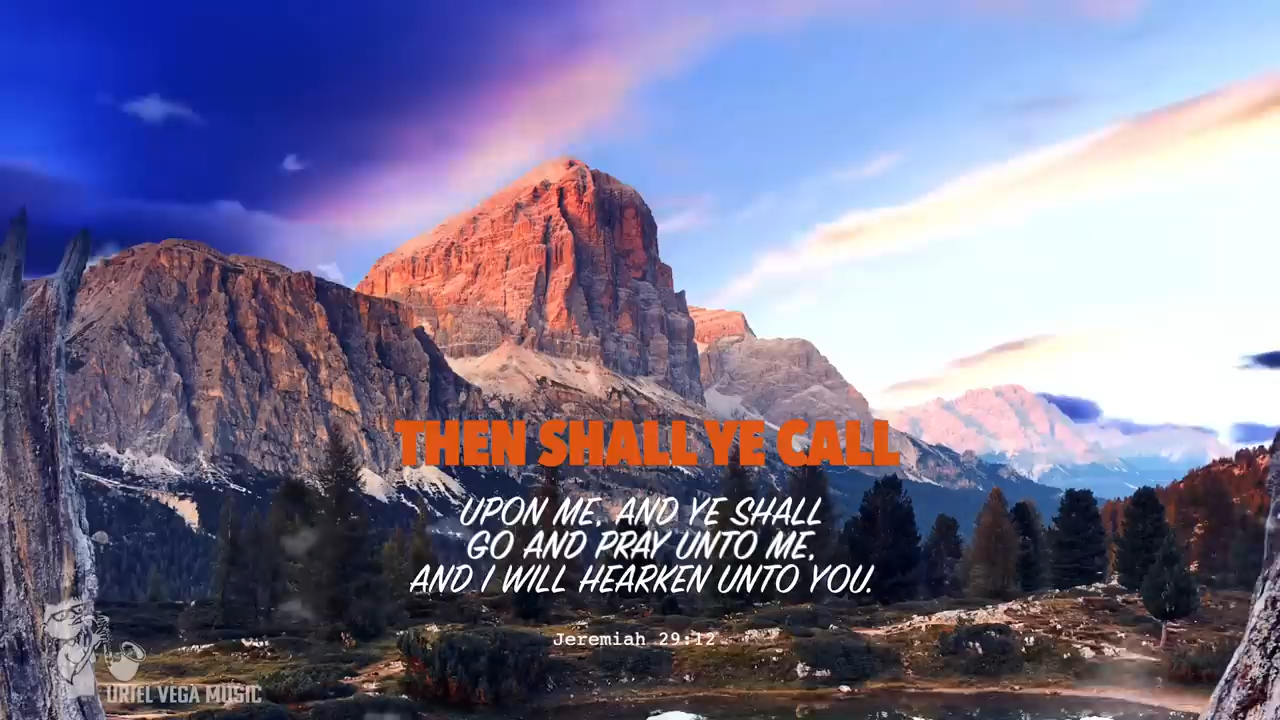 THEN SHALL YE CALL
UPON ME, AND YE SHALL
GO AND PRAY UNTO ME,
AND I WILL HEARKEN UNTO YOU.
Jeremiah 29:12
URIEL VEGA MUSIC